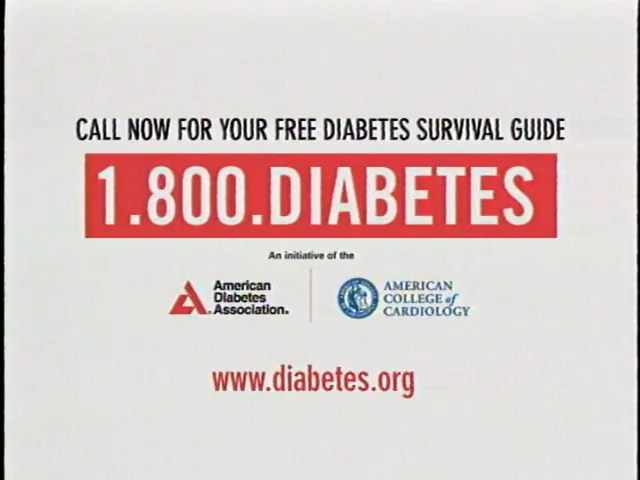 CALL NOW FOR YOUR FREE DIABETES SURVIVAL GUIDE
1.800.DIABETES
An initiative of the
American
Diabetes
Association.
AMERICAN
COLLEGE of
CARDIOLOGY
www.diabetes.org